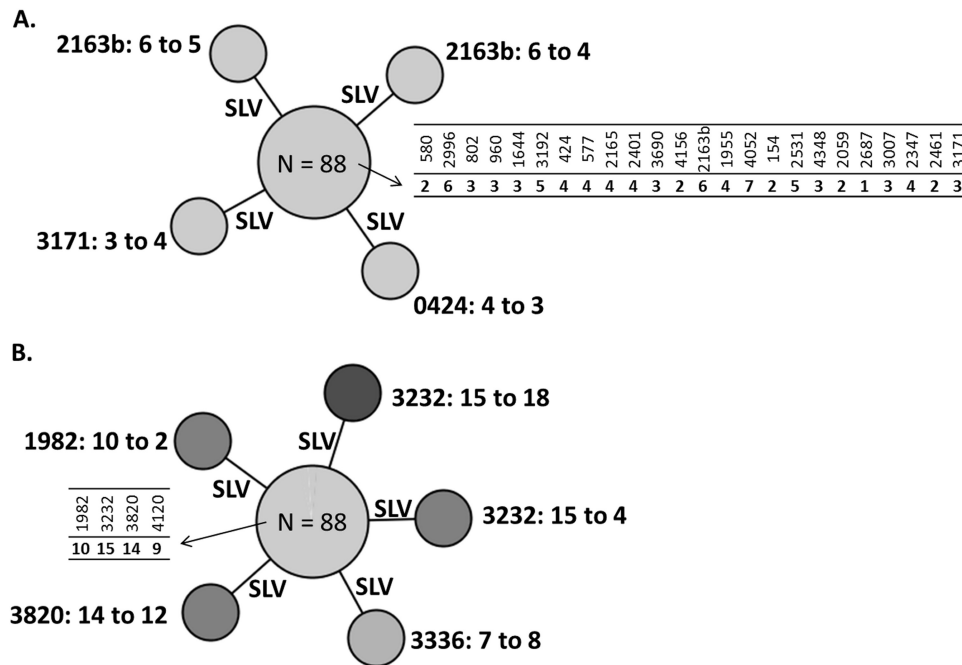 A.
2163b: 6 to 5
2163b: 6 to 4
SLV
SLV
N = 88
580 2996 802 960 1644 3192 424 577 2165 2401 3690 4156 2163b 1955 4052 154 2531 4348 2059 2687 3007 2347 2461 3171
2 6 3 3 3 5 4 4 4 4 3 2 6 4 7 2 5 3 2 1 3 4 2 3
SLV
SLV
3171: 3 to 4
0424: 4 to 3
B.
3232: 15 to 18
1982: 10 to 2
SLV
SLV
1982 3232 3820 4120
10 15 14 9
N = 88
SLV
3232: 15 to 4
SLV
SLV
3820: 14 to 12
3336: 7 to 8